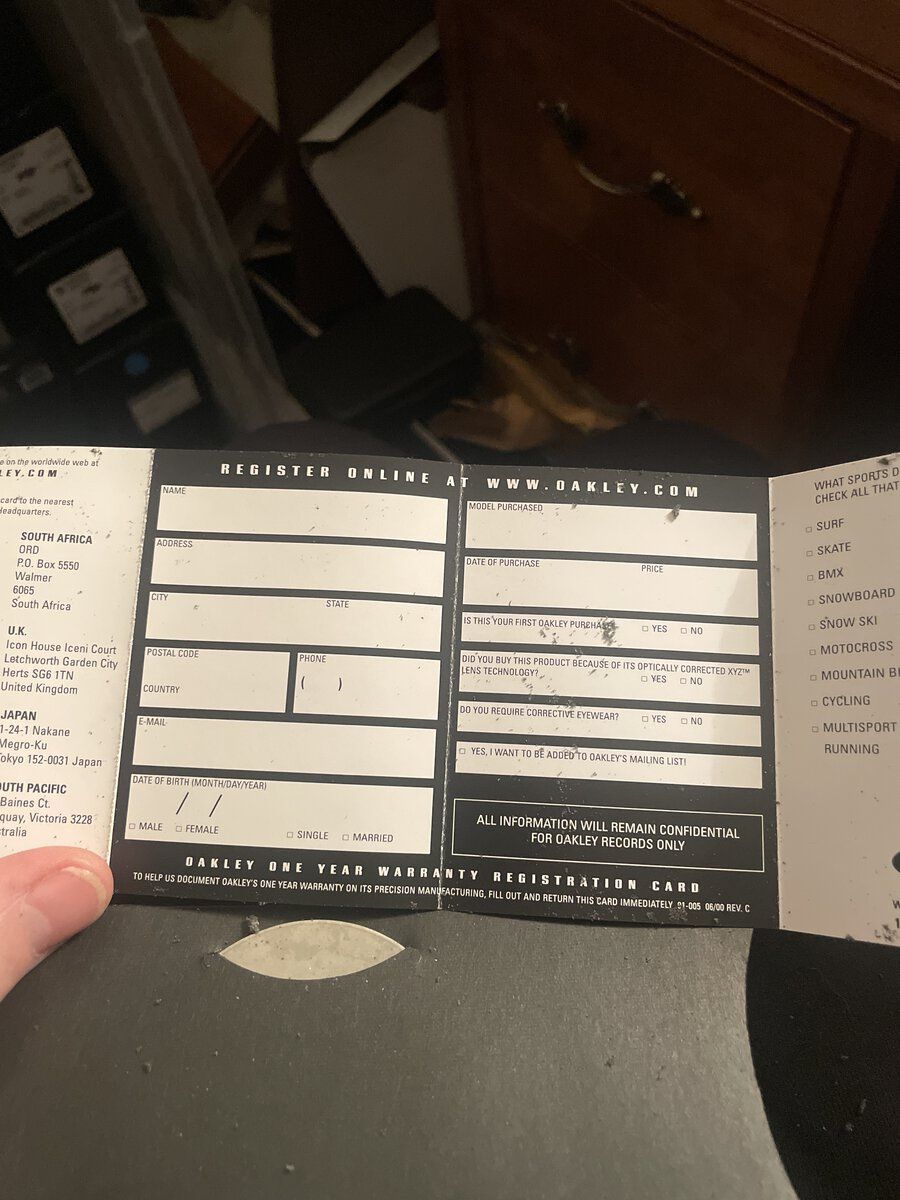 on the worldwide web at
LEY.COM
card to the nearest
Headquarters.
SOUTH AFRICA
ORD
P.O. Box 5550
Walmer
6065
South Africa
U.K.
Icon House Iceni Court
Letchworth Garden City
Herts SG6 1TN
United Kingdom
JAPAN
1-24-1 Nakane
Megro-Ku
Tokyo 152-0031 Japan
OUTH PACIFIC
Baines Ct.
quay, Victoria 3228
stralia
REGISTER ONLINE AT WWW.OAKLEY.COM
NAME
ADDRESS
CITY STATE
POSTAL CODE PHONE
( )
COUNTRY
E-MAIL
DATE OF BIRTH (MONTH/DAY/YEAR)
/ /
□ MALE □ FEMALE □ SINGLE □ MARRIED
MODEL PURCHASED
DATE OF PURCHASE PRICE
IS THIS YOUR FIRST OAKLEY PURCHASE □ YES □ NO
DID YOU BUY THIS PRODUCT BECAUSE OF ITS OPTICALLY CORRECTED XYZ™
LENS TECHNOLOGY? □ YES □ NO
DO YOU REQUIRE CORRECTIVE EYEWEAR? □ YES □ NO
□ YES, I WANT TO BE ADDED TO OAKLEY'S MAILING LIST!
ALL INFORMATION WILL REMAIN CONFIDENTIAL
FOR OAKLEY RECORDS ONLY
OAKLEY ONE YEAR WARRANTY REGISTRATION CARD
TO HELP US DOCUMENT OAKLEY'S ONE YEAR WARRANTY ON ITS PRECISION MANUFACTURING, FILL OUT AND RETURN THIS CARD IMMEDIATELY 91-005 06/00 REV. C
WHAT SPORTS D
CHECK ALL THAT
□ SURF
□ SKATE
□ BMX
□ SNOWBOARD
□ SNOW SKI
□ MOTOCROSS
□ MOUNTAIN BI
□ CYCLING
□ MULTISPORT
RUNNING